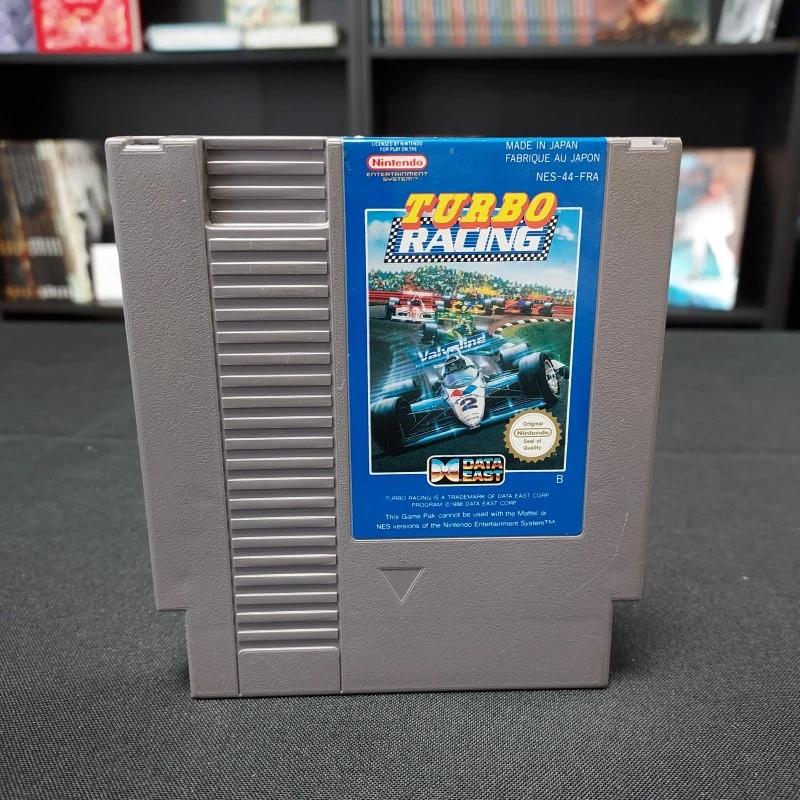 LICENSED BY NINTENDO
FOR PLAY ON THE
Nintendo
ENTERTAINMENT
SYSTEM™
MADE IN JAPAN
FABRIQUE AU JAPON
NES-44-FRA
TURBO
RACING
Valvoline
2
Original
Nintendo
Seal of
Quality
DATA
EAST
B
TURBO RACING IS A TRADEMARK OF DATA EAST CORP
PROGRAM ©1988 DATA EAST CORP
This Game Pak cannot be used with the Mattel or
NES versions of the Nintendo Entertainment System™